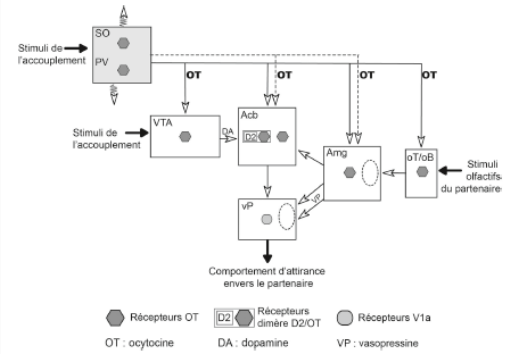 SO
Stimuli de
l'accouplement
PV
OT
OT
OT
OT
VTA
Acb
Stimuli de
l'accouplement
DA
D2
Amg
oT/oB
Stimuli
olfactifs
du partenaire
vP
VP
Comportement d'attirance
envers le partenaire
Récepteurs OT
D2
Récepteurs
dimère D2/OT
Récepteurs V1a
OT : ocytocine
DA : dopamine
VP : vasopressine